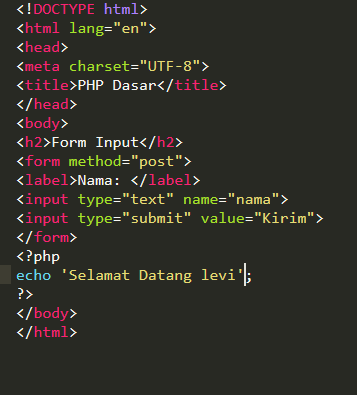 <!DOCTYPE html>
<html lang="en">
<head>
<meta charset="UTF-8">
<title>PHP Dasar</title>
</head>
<body>
<h2>Form Input</h2>
<form method="post">
<label>Nama: </label>
<input type="text" name="nama">
<input type="submit" value="Kirim">
</form>
<?php
echo 'Selamat Datang levi';
?>
</body>
</html>